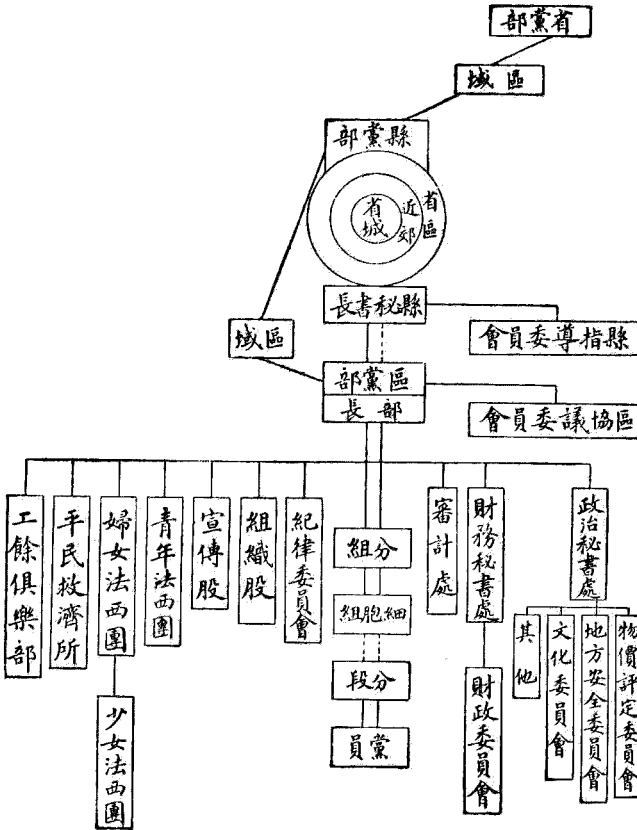 省黨部
區域
縣黨部
省城
近郊
省區
縣秘書長
縣指導委員會
區域
區黨部
部長
區協議委員會
政治秘書處
財務秘書處
審計處
紀律委員會
組織股
宣傳股
青年法西團
婦女法西團
平民救濟所
工餘俱樂部
分組
細胞組
分段
黨員
物價評定委員會
地方安全委員會
文化委員會
其他
財政委員會
少女法西團